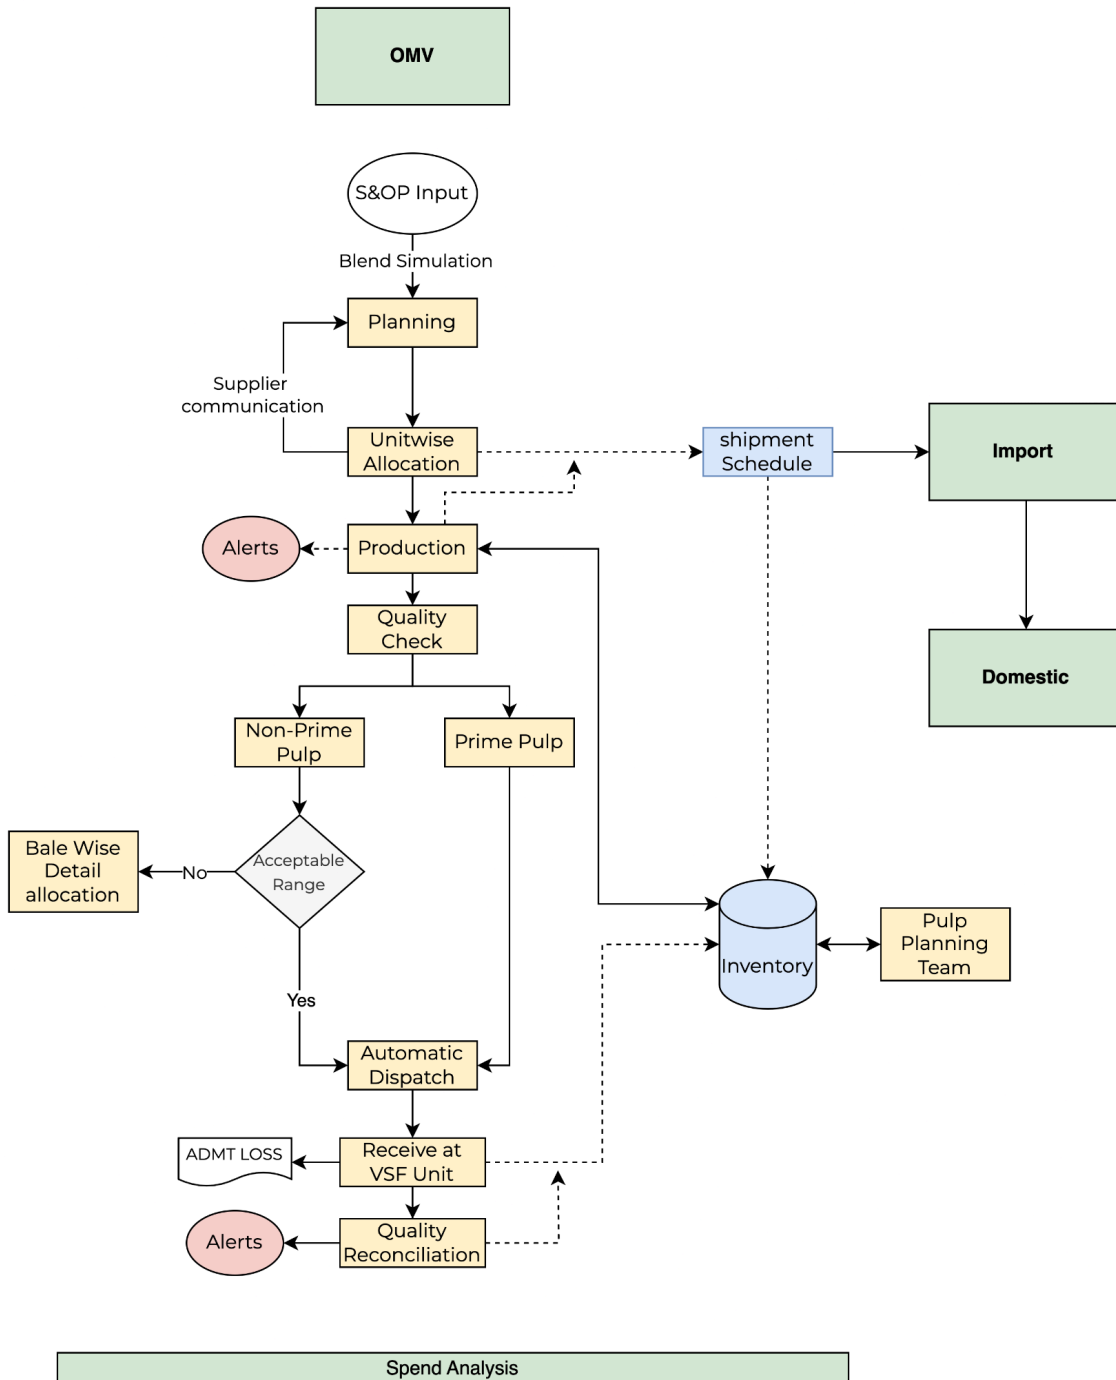 OMV
S&OP Input
Blend Simulation
Planning
Supplier
communication
Unitwise
Allocation
shipment
Schedule
Import
Alerts
Production
Quality
Check
Domestic
Non-Prime
Pulp
Prime Pulp
Bale Wise
Detail
allocation
No
Acceptable
Range
Pulp
Planning
Team
Inventory
Yes
Automatic
Dispatch
ADMT LOSS
Receive at
VSF Unit
Alerts
Quality
Reconciliation
Spend Analysis